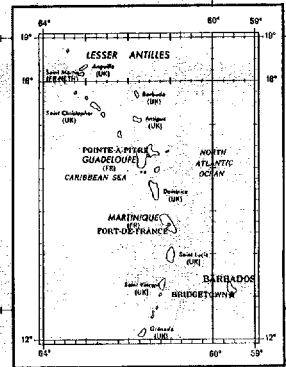 64°
60°
59°
19°
19°
LESSER ANTILLES
Anguilla
(UK)
Saint Martin
(FR-NETH)
18°
18°
Barbuda
(UK)
Saint Christopher
(UK)
Antigua
(UK)
POINTE-À-PITRE
GUADELOUPE
(FR)
NORTH
ATLANTIC
OCEAN
CARIBBEAN SEA
Dominica
(UK)
MARTINIQUE
(FR)
FORT-DE-FRANCE
Saint Lucia
(UK)
BARBADOS
Saint Vincent
(UK)
BRIDGETOWN
12°
Grenada
(UK)
12°
64°
60°
59°